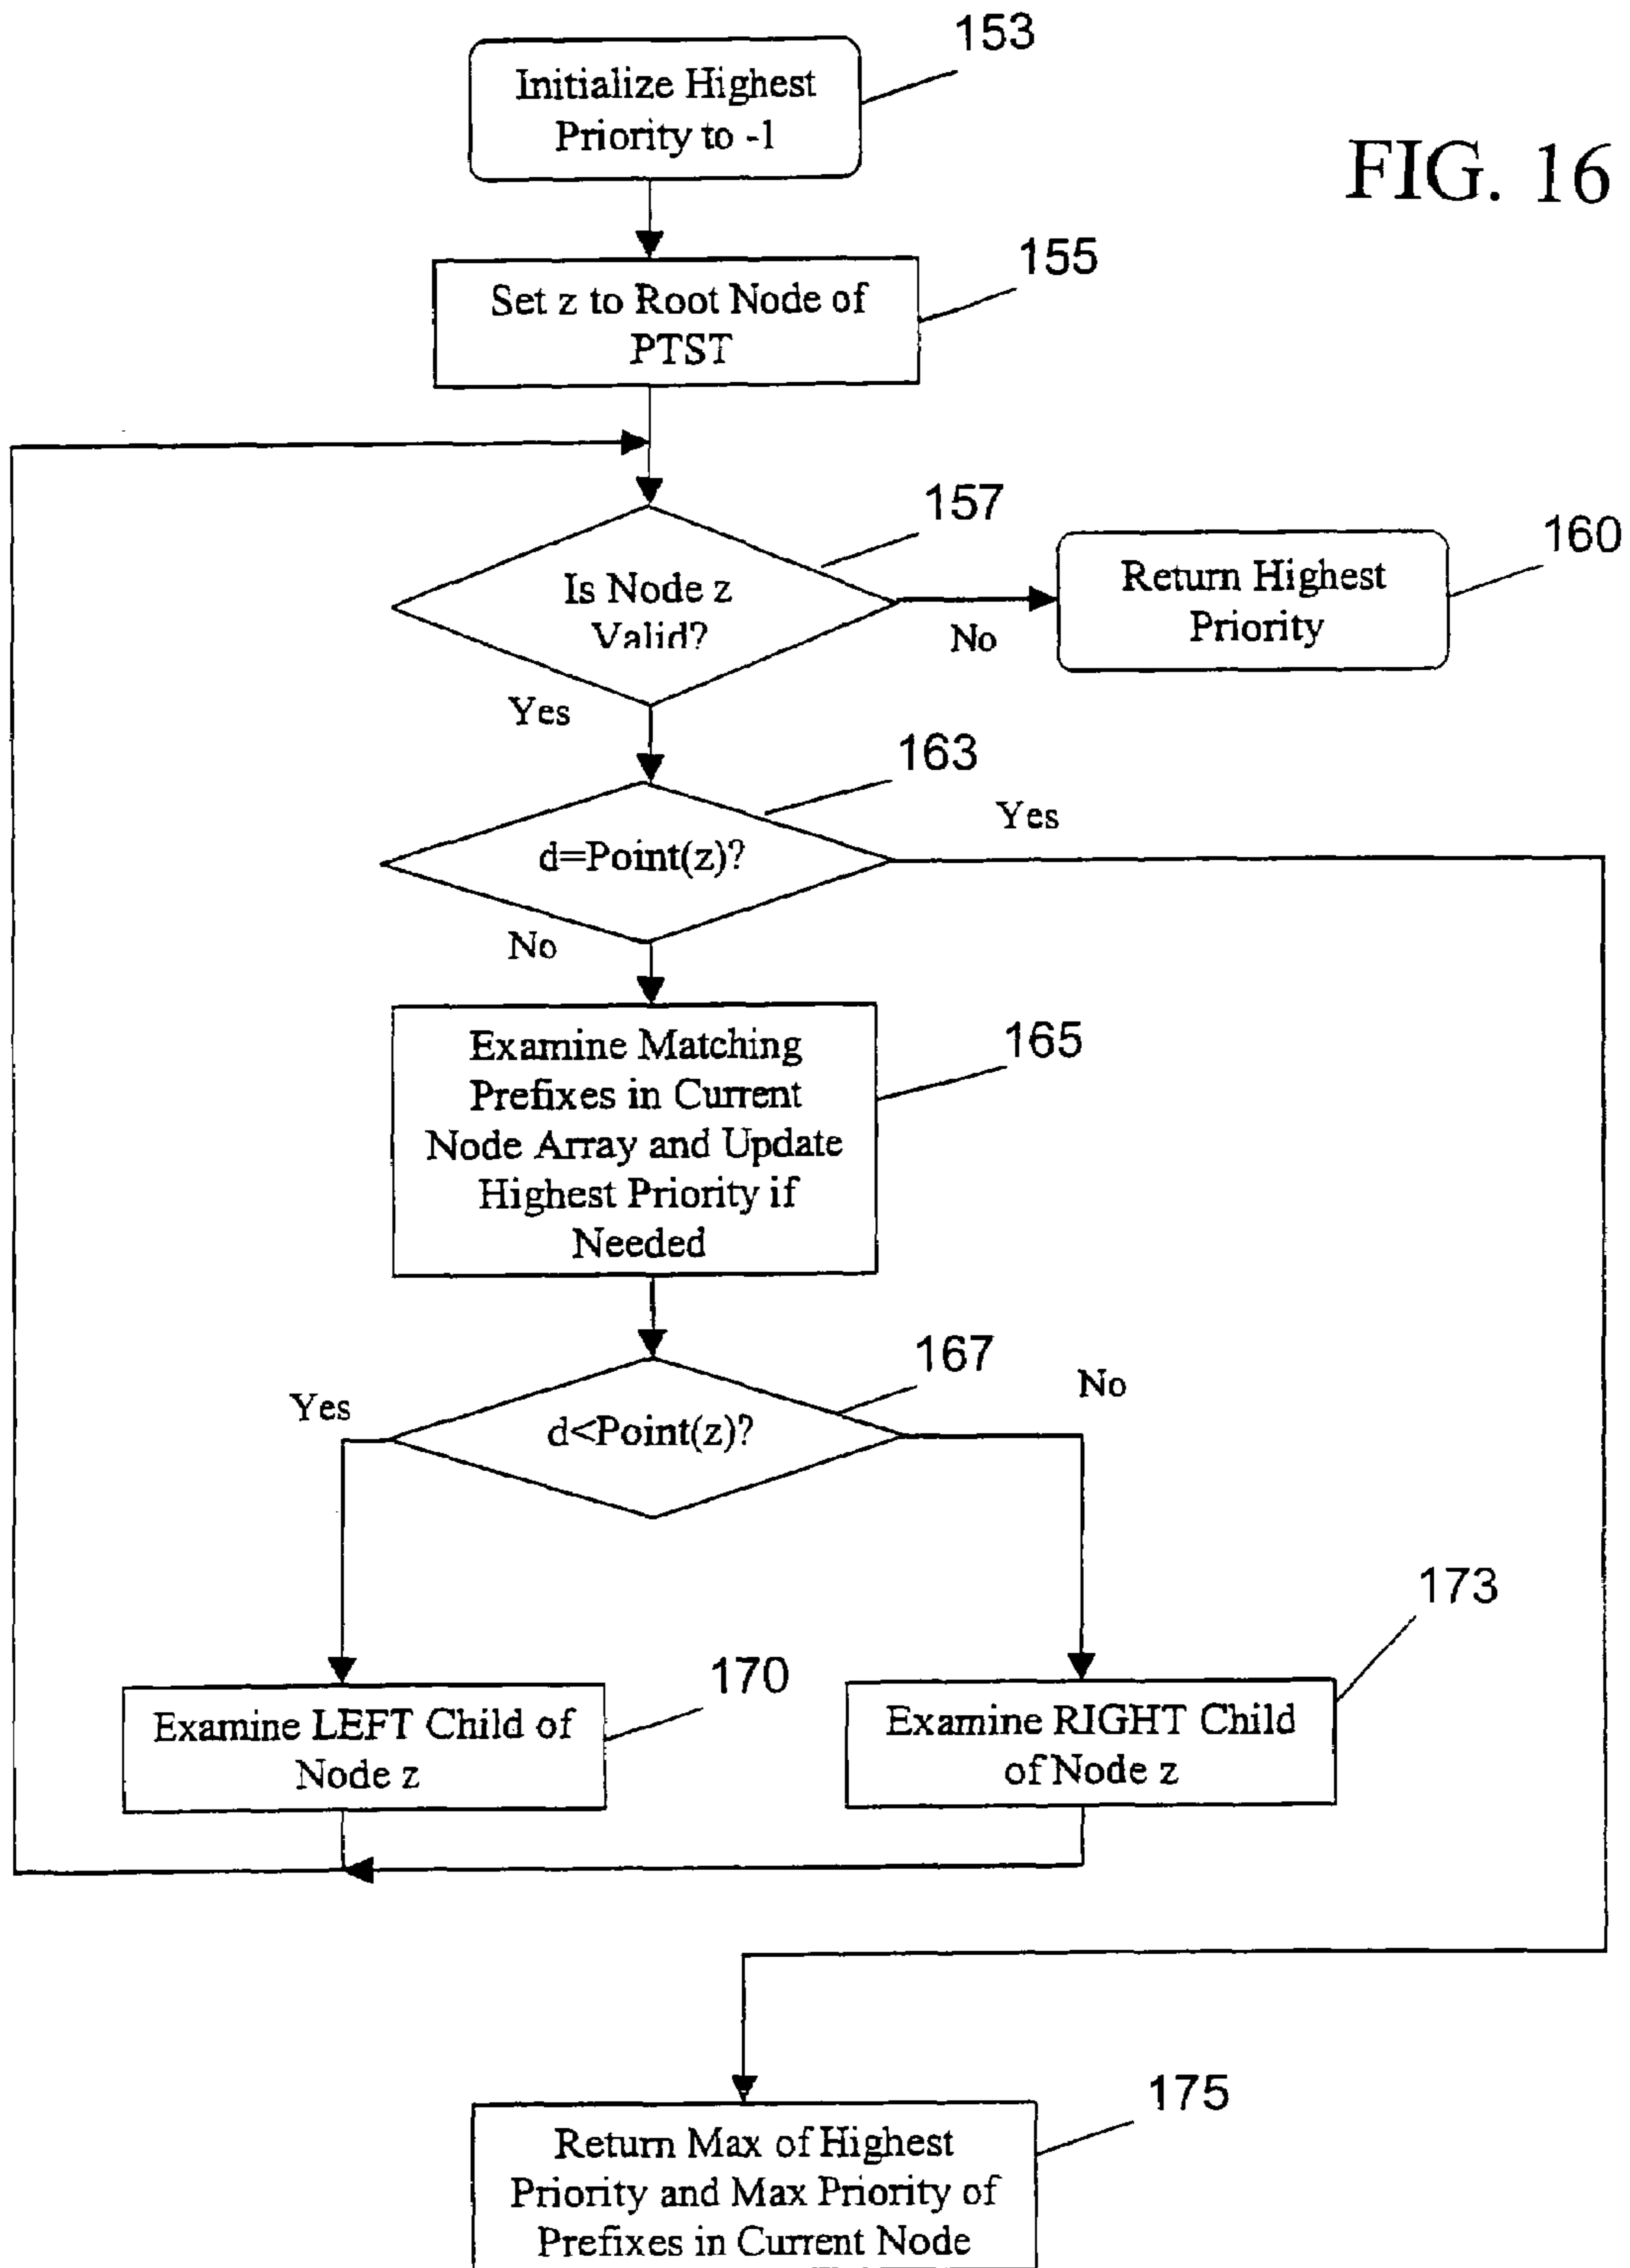 153
Initialize Highest
Priority to -1
FIG. 16
155
Set z to Root Node of
PTST
157
Is Node z
Valid?
160
Return Highest
Priority
No
Yes
163
Yes
d=Point(z)?
No
165
Examine Matching
Prefixes in Current
Node Array and Update
Highest Priority if
Needed
167
Yes
No
d<Point(z)?
173
170
Examine LEFT Child of
Node z
Examine RIGHT Child
of Node z
175
Return Max of Highest
Priority and Max Priority of
Prefixes in Current Node